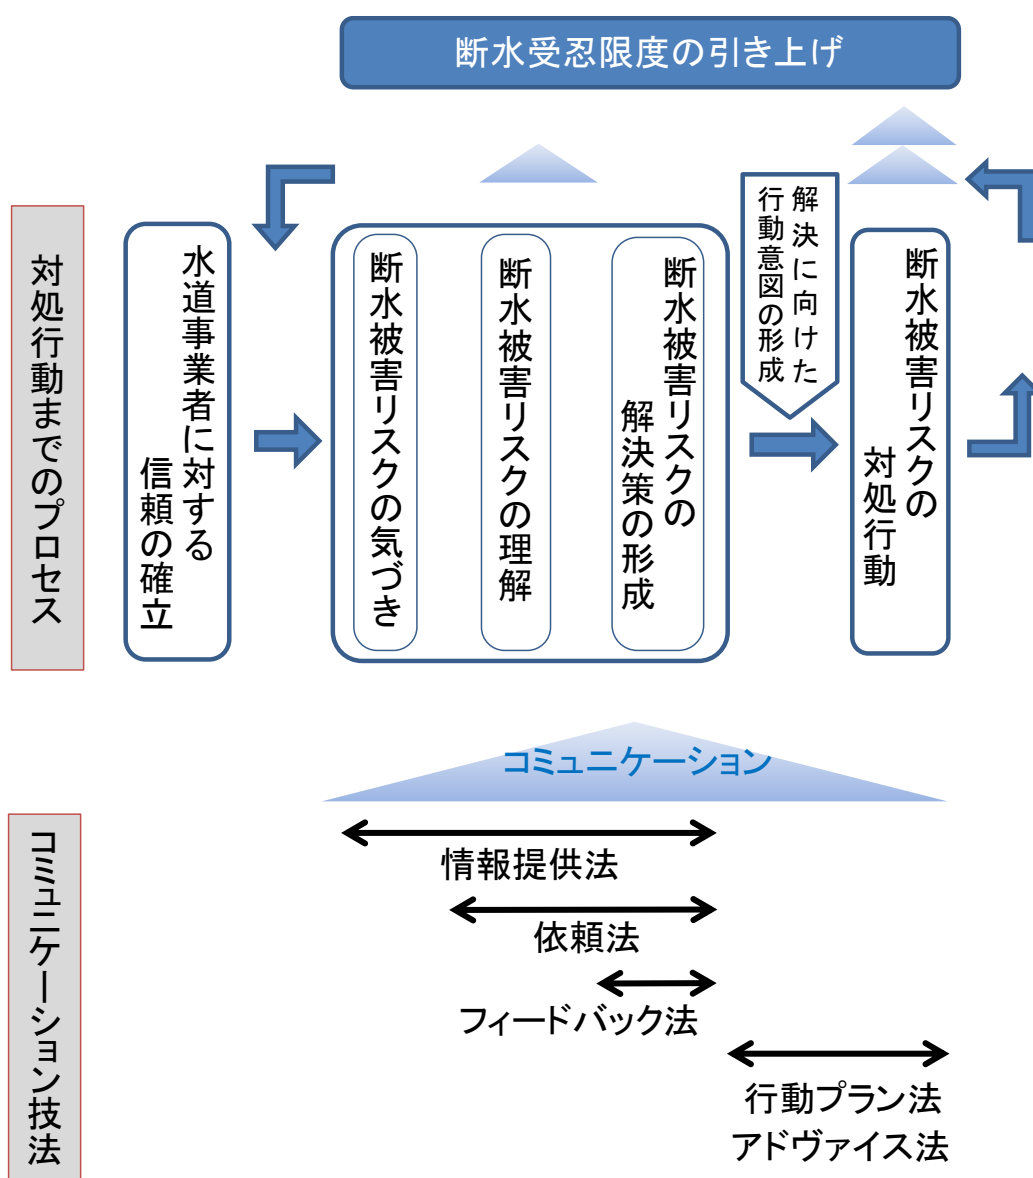 断水受忍限度の引き上げ
対処行動までのプロセス
水道事業者に対する
信頼の確立
断水被害リスクの気づき
断水被害リスクの理解
断水被害リスクの
解決策の形成
解決に向けた
行動意図の形成
断水被害リスクの
対処行動
コミュニケーション
コミュニケーション技法
情報提供法
依頼法
フィードバック法
行動プラン法
アドヴァイス法